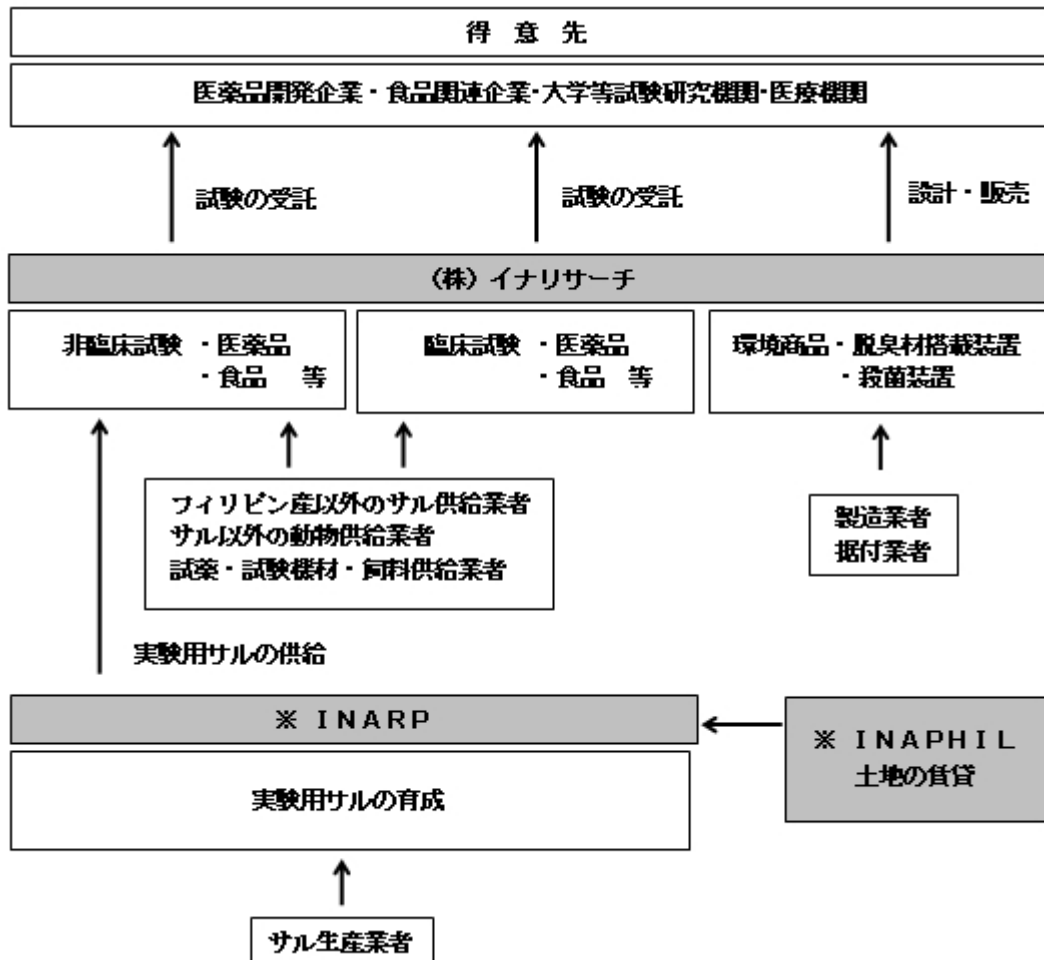 得 意 先
医薬品開発企業・食品関連企業・大学等試験研究機関・医療機関
試験の受託
試験の受託
設計・販売
（株）イナリサーチ
非臨床試験 ・医薬品
・食品 等
臨床試験 ・医薬品
・食品 等
環境商品・脱臭材搭載装置
・殺菌装置
フィリピン産以外のサル供給業者
サル以外の動物供給業者
試薬・試験機材・飼料供給業者
製造業者
据付業者
実験用サルの供給
※ ＩＮＡＲＰ
※ ＩＮＡＰＨＩＬ
土地の賃貸
実験用サルの育成
サル生産業者